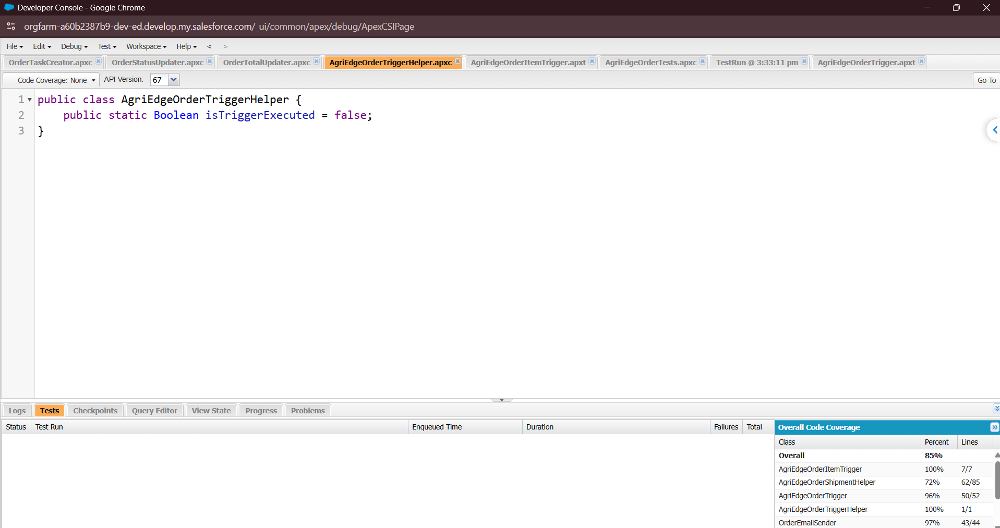 Developer Console - Google Chrome
orgfarm-a60b2387b9-dev-ed.develop.my.salesforce.com/_ui/common/apex/debug/ApexCSIPage
File Edit Debug Test Workspace Help < >
OrderTaskCreator.apxc OrderStatusUpdater.apxc OrderTotalUpdater.apxc AgriEdgeOrderTriggerHelper.apxc AgriEdgeOrderItemTrigger.apxt AgriEdgeOrderTests.apxc TestRun @ 3:33:11 pm AgriEdgeOrderTrigger.apxt
Code Coverage: None API Version: 67 Go To
1 public class AgriEdgeOrderTriggerHelper {
2 public static Boolean isTriggerExecuted = false;
3 }
Logs Tests Checkpoints Query Editor View State Progress Problems
Status Test Run Enqueued Time Duration Failures Total Overall Code Coverage
Class Percent Lines
Overall 85%
AgriEdgeOrderItemTrigger 100% 7/7
AgriEdgeOrderShipmentHelper 72% 62/85
AgriEdgeOrderTrigger 96% 50/52
AgriEdgeOrderTriggerHelper 100% 1/1
OrderEmailSender 97% 43/44